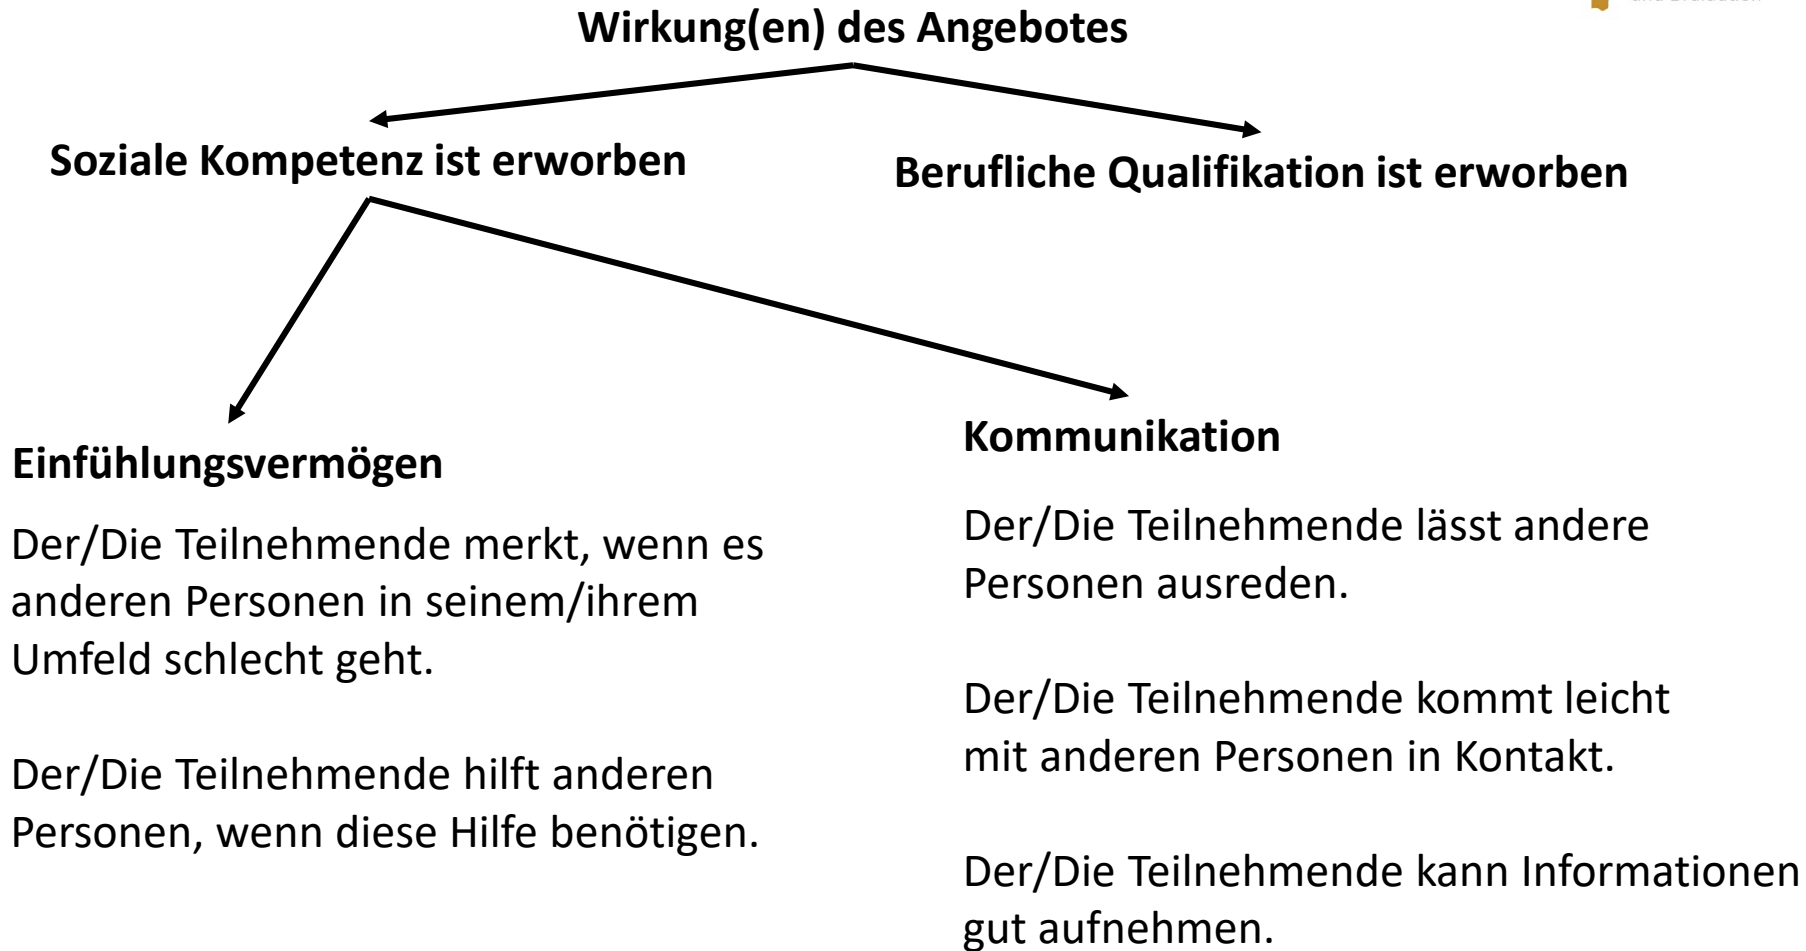 und Evaluation
Wirkung(en) des Angebotes
Soziale Kompetenz ist erworben
Berufliche Qualifikation ist erworben
Einfühlungsvermögen
Der/Die Teilnehmende merkt, wenn es
anderen Personen in seinem/ihrem
Umfeld schlecht geht.
Der/Die Teilnehmende hilft anderen
Personen, wenn diese Hilfe benötigen.
Kommunikation
Der/Die Teilnehmende lässt andere
Personen ausreden.
Der/Die Teilnehmende kommt leicht
mit anderen Personen in Kontakt.
Der/Die Teilnehmende kann Informationen
gut aufnehmen.